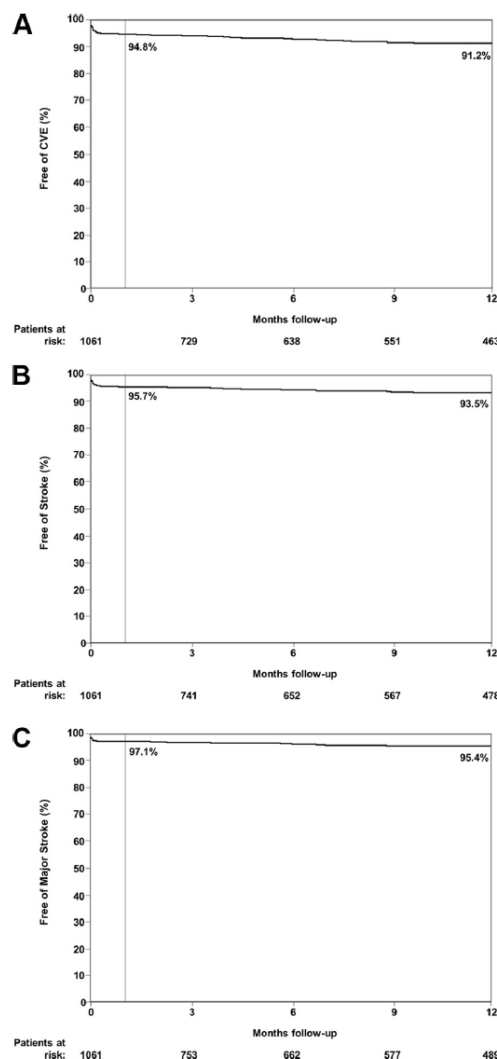 A
100
90
80
70
60
50
40
30
20
10
0
Free of CVE (%)
94.8%
91.2%
0 3 6 9 12
Months follow-up
Patients at
risk: 1061 729 638 551 463
B
100
90
80
70
60
50
40
30
20
10
0
Free of Stroke (%)
95.7%
93.5%
0 3 6 9 12
Months follow-up
Patients at
risk: 1061 741 652 567 478
C
100
90
80
70
60
50
40
30
20
10
0
Free of Major Stroke (%)
97.1%
95.4%
0 3 6 9 12
Months follow-up
Patients at
risk: 1061 753 662 577 489